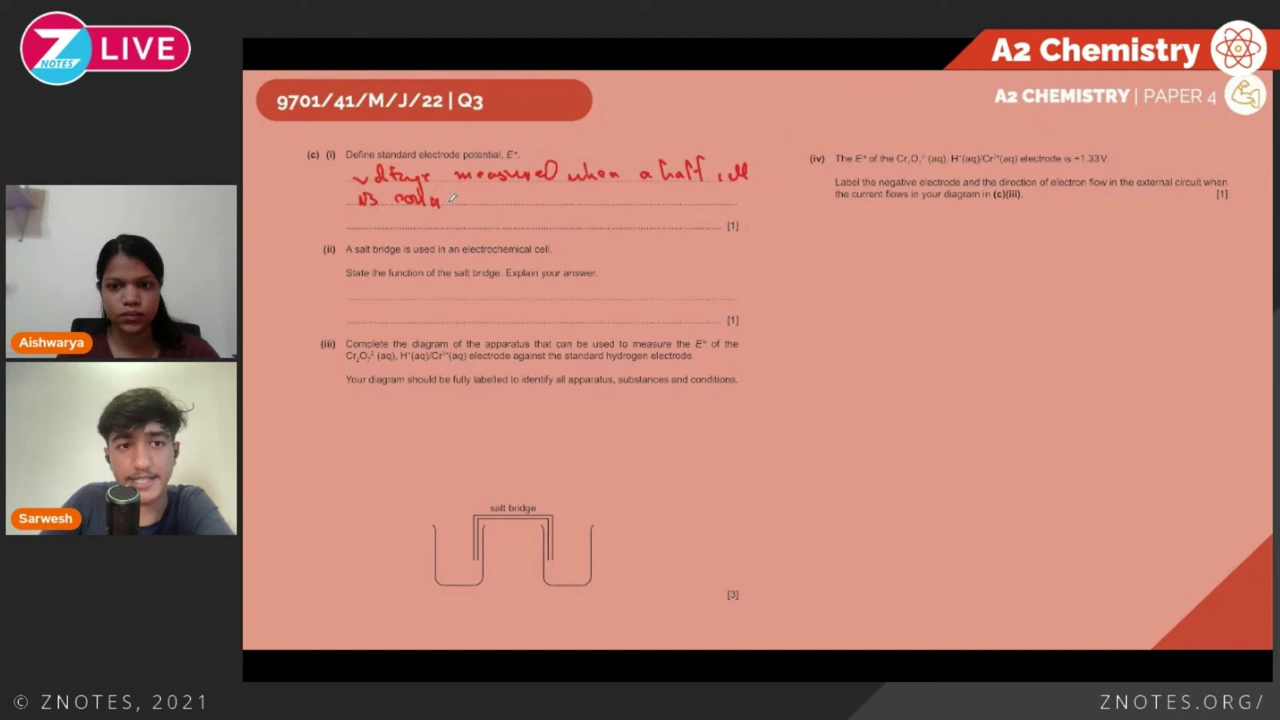 Z
NOTES
LIVE
A2 Chemistry
A2 CHEMISTRY | PAPER 4
9701/41/M/J/22 | Q3
(c) (i) Define standard electrode potential, E°.
voltage measured when a half cell
is
[1]
(ii) A salt bridge is used in an electrochemical cell.
State the function of the salt bridge. Explain your answer.
[1]
(iii) Complete the diagram of the apparatus that can be used to measure the E° of the
Cr₂O₇²⁻(aq), H⁺(aq)/Cr³⁺(aq) electrode against the standard hydrogen electrode.
Your diagram should be fully labelled to identify all apparatus, substances and conditions.
salt bridge
[3]
(iv) The E° of the Cr₂O₇²⁻(aq), H⁺(aq)/Cr³⁺(aq) electrode is +1.33V.
Label the negative electrode and the direction of electron flow in the external circuit when
the current flows in your diagram in (c)(iii). [1]
Aishwarya
Sarwesh
© ZNOTES, 2021
ZNOTES.ORG/